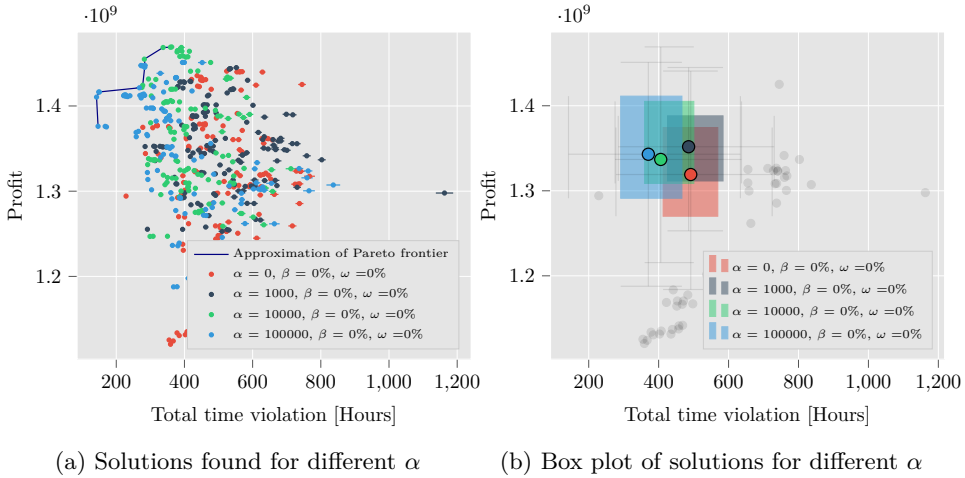 ·10⁹
1.4
1.3
1.2
Profit
200
400
600
800
1,000
1,200
Total time violation [Hours]
Approximation of Pareto frontier
α = 0, β = 0%, ω =0%
α = 1000, β = 0%, ω =0%
α = 10000, β = 0%, ω =0%
α = 100000, β = 0%, ω =0%
(a) Solutions found for different α
·10⁹
1.4
1.3
1.2
Profit
200
400
600
800
1,000
1,200
Total time violation [Hours]
α = 0, β = 0%, ω =0%
α = 1000, β = 0%, ω =0%
α = 10000, β = 0%, ω =0%
α = 100000, β = 0%, ω =0%
(b) Box plot of solutions for different α